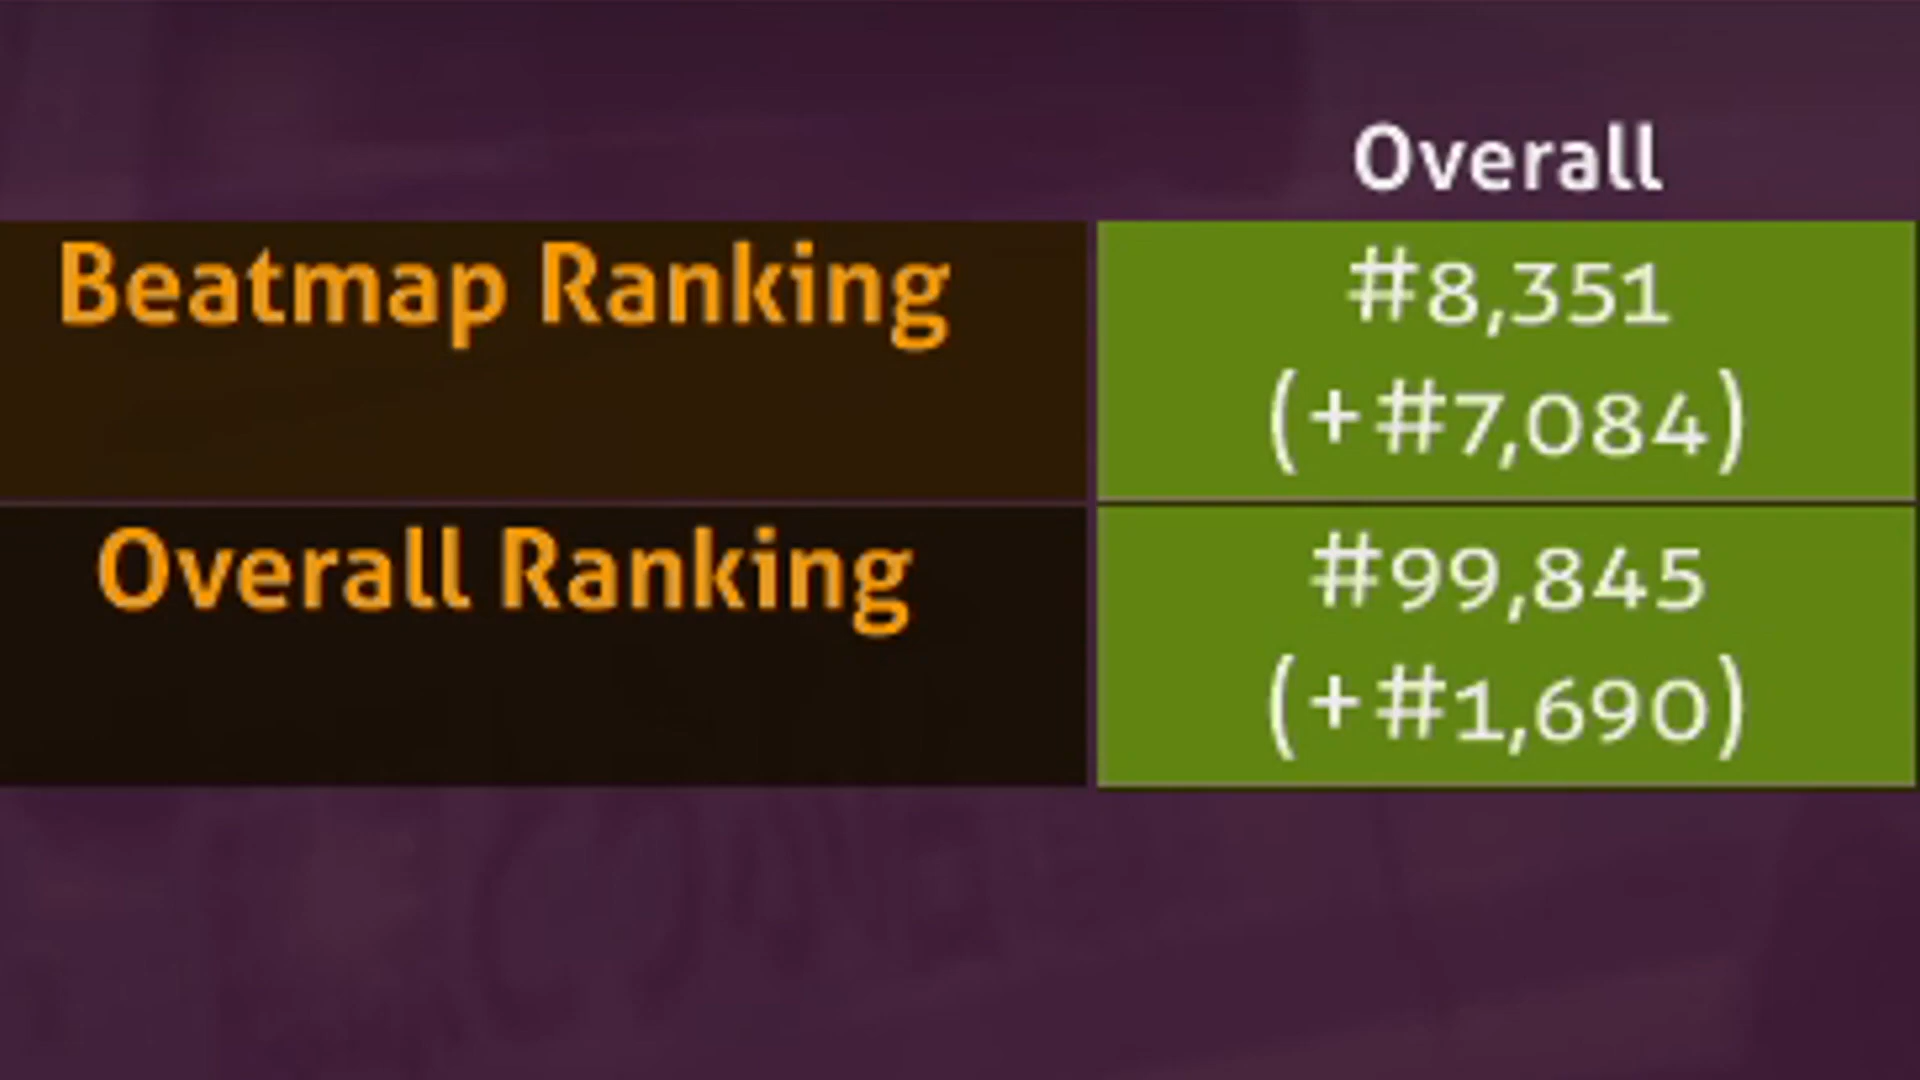 Overall
Beatmap Ranking
#8,351
(+#7,084)
Overall Ranking
#99,845
(+#1,690)